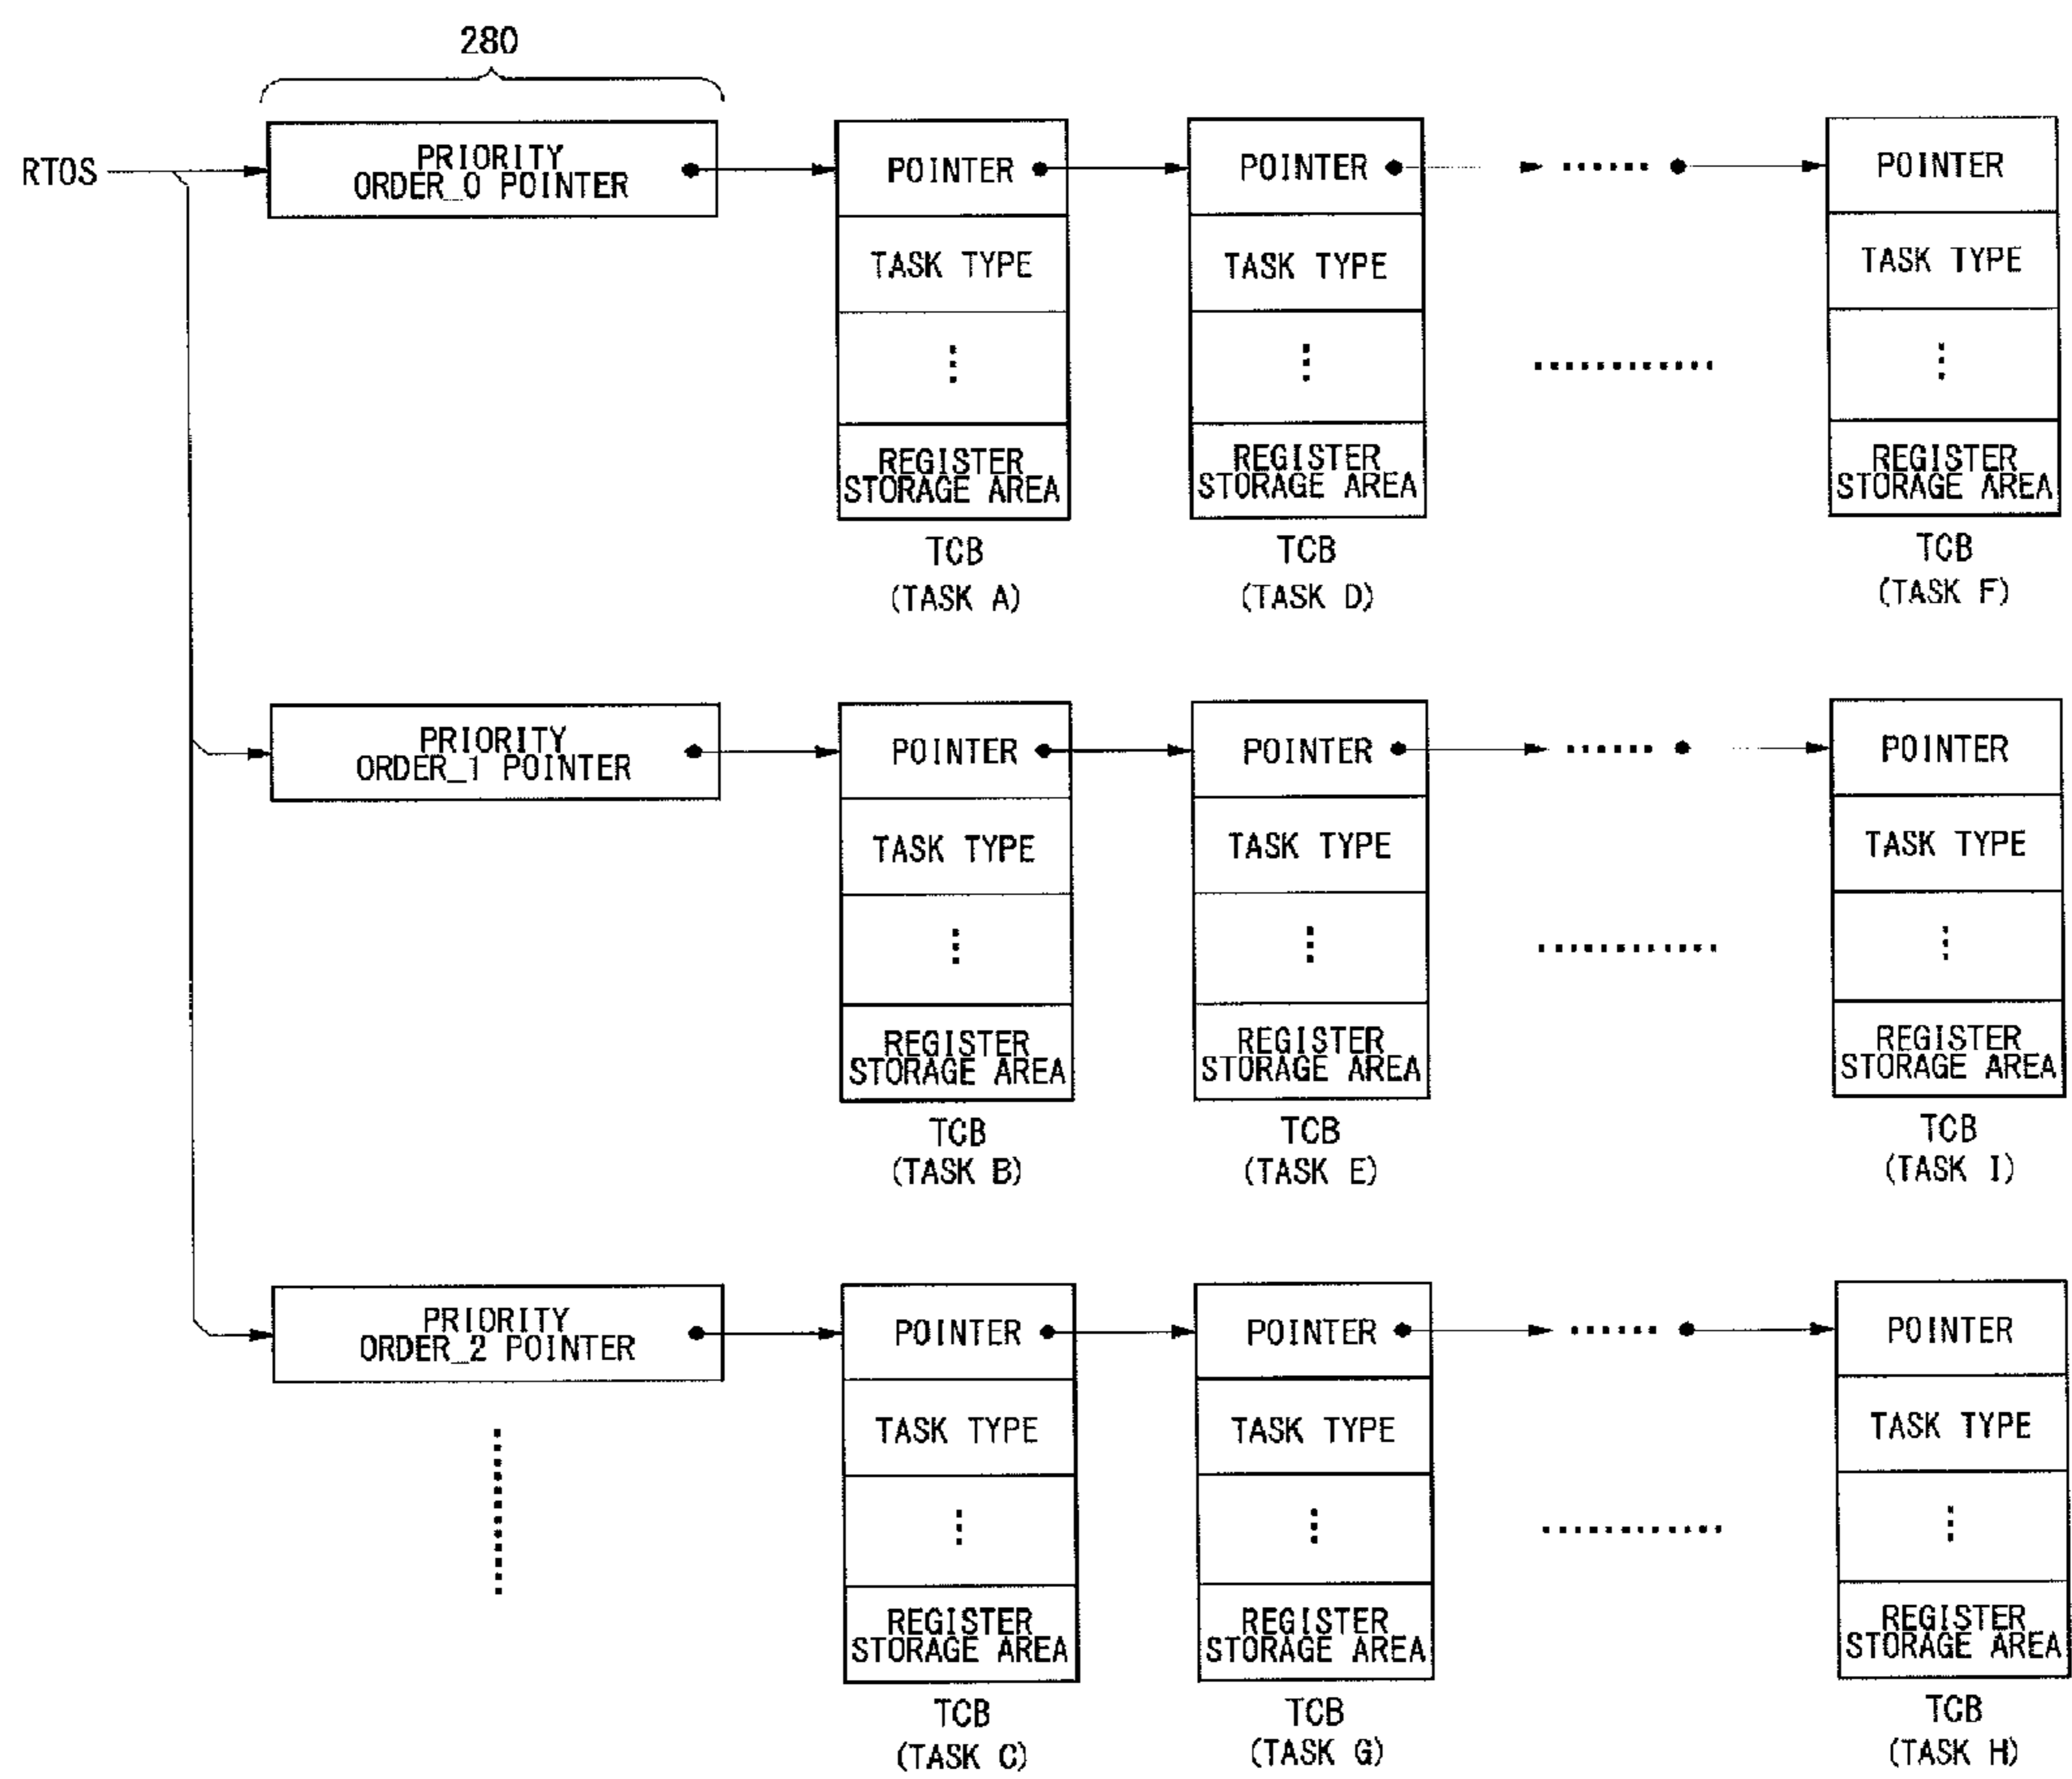 280
RTOS
PRIORITY
ORDER_0 POINTER
POINTER
TASK TYPE
REGISTER
STORAGE AREA
TCB
(TASK A)
POINTER
TASK TYPE
REGISTER
STORAGE AREA
TCB
(TASK D)
POINTER
TASK TYPE
REGISTER
STORAGE AREA
TCB
(TASK F)
PRIORITY
ORDER_1 POINTER
POINTER
TASK TYPE
REGISTER
STORAGE AREA
TCB
(TASK B)
POINTER
TASK TYPE
REGISTER
STORAGE AREA
TCB
(TASK E)
POINTER
TASK TYPE
REGISTER
STORAGE AREA
TCB
(TASK I)
PRIORITY
ORDER_2 POINTER
POINTER
TASK TYPE
REGISTER
STORAGE AREA
TCB
(TASK C)
POINTER
TASK TYPE
REGISTER
STORAGE AREA
TCB
(TASK G)
POINTER
TASK TYPE
REGISTER
STORAGE AREA
TCB
(TASK H)